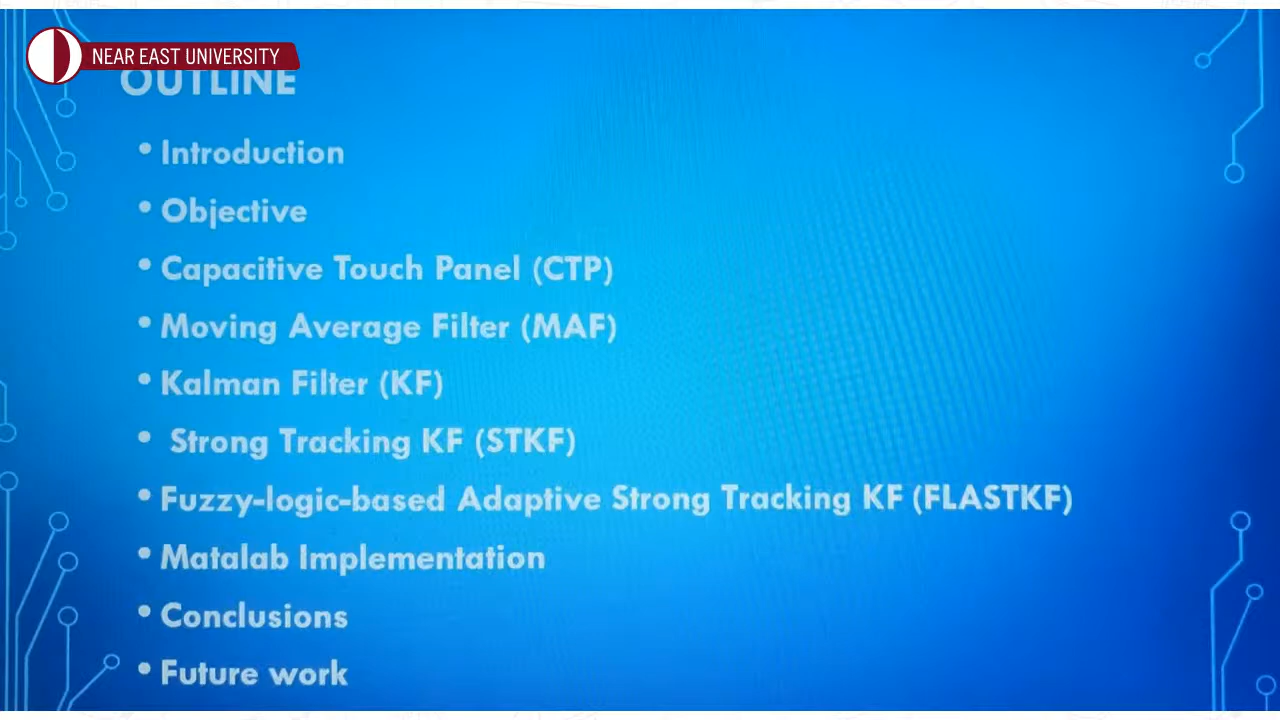 NEAR EAST UNIVERSITY
OUTLINE
• Introduction
• Objective
• Capacitive Touch Panel (CTP)
• Moving Average Filter (MAF)
• Kalman Filter (KF)
• Strong Tracking KF (STKF)
• Fuzzy-logic-based Adaptive Strong Tracking KF (FLASTKF)
• Matalab Implementation
• Conclusions
• Future work